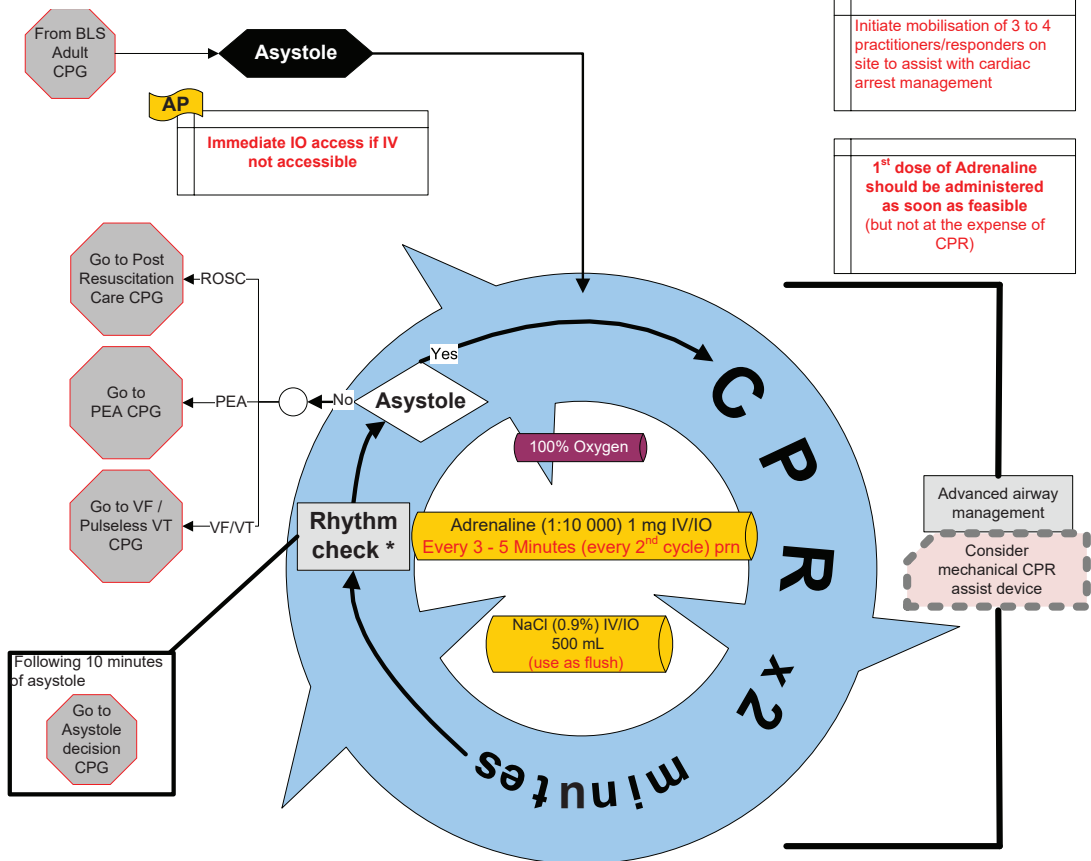 From BLS
Adult
CPG
Asystole
Initiate mobilisation of 3 to 4
practitioners/responders on
site to assist with cardiac
arrest management
AP
Immediate IO access if IV
not accessible
1st dose of Adrenaline
should be administered
as soon as feasible
(but not at the expense of
CPR)
Go to Post
Resuscitation
Care CPG
ROSC
Go to
PEA CPG
PEA
Go to VF /
Pulseless VT
CPG
VF/VT
No
Yes
Asystole
CPR x2 minutes
100% Oxygen
Rhythm
check *
Adrenaline (1:10 000) 1 mg IV/IO
Every 3 - 5 Minutes (every 2nd cycle) prn
NaCl (0.9%) IV/IO
500 mL
(use as flush)
Advanced airway
management
Consider
mechanical CPR
assist device
Following 10 minutes
of asystole
Go to
Asystole
decision
CPG